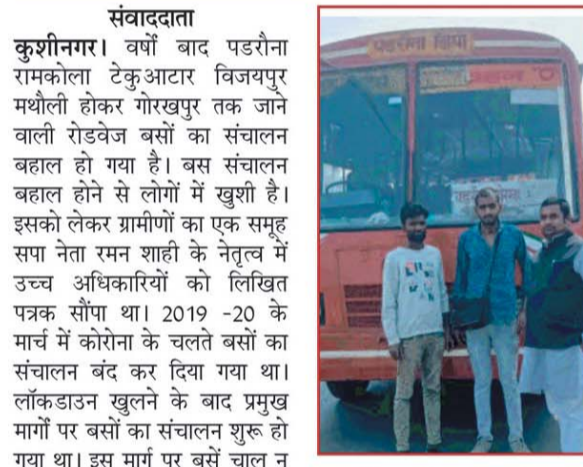 संवाददाता
कुशीनगर। वर्षों बाद पडरौना
रामकोला टेकुआटार विजयपुर
मथौली होकर गोरखपुर तक जाने
वाली रोडवेज बसों का संचालन
बहाल हो गया है। बस संचालन
बहाल होने से लोगों में खुशी है।
इसको लेकर ग्रामीणों का एक समूह
सपा नेता रमन शाही के नेतृत्व में
उच्च अधिकारियों को लिखित
पत्रक सौंपा था। 2019 -20 के
मार्च में कोरोना के चलते बसों का
संचालन बंद कर दिया गया था।
लॉकडाउन खुलने के बाद प्रमुख
मार्गों पर बसों का संचालन शुरू हो
गया था। इस मार्ग पर बसें चालू न
पडरौना डिपो